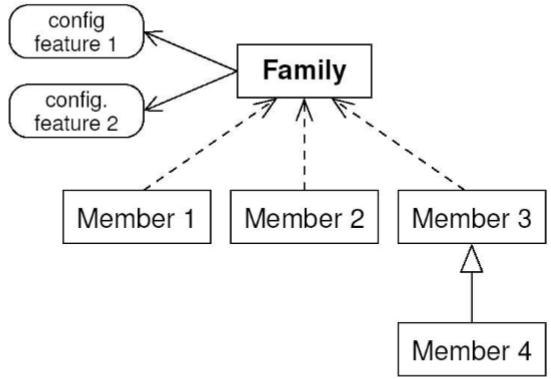 config
feature 1
Family
config.
feature 2
Member 1
Member 2
Member 3
Member 4